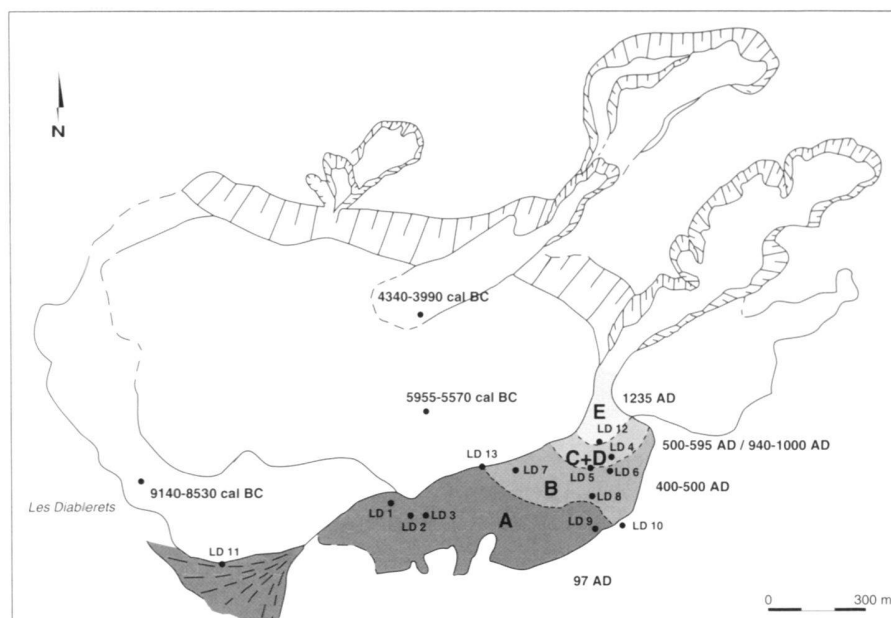 N
4340-3990 cal BC
5955-5570 cal BC
1235 AD
E
LD 12
500-595 AD / 940-1000 AD
LD 4
C+D
LD 13
LD 5
LD 6
LD 7
400-500 AD
9140-8530 cal BC
B
LD 8
Les Diablerets
LD 1
LD 2
LD 3
A
LD 9
LD 10
LD 11
97 AD
0 300 m